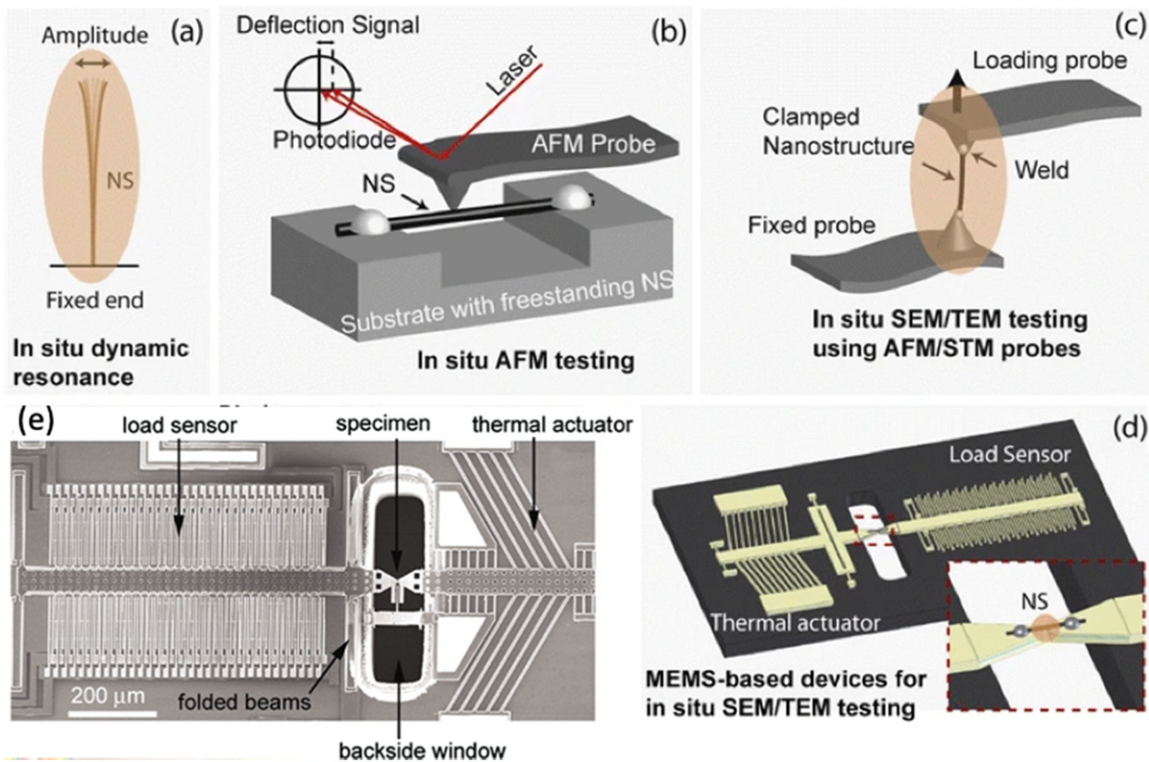 (a)
Amplitude
NS
Fixed end
In situ dynamic
resonance
(b)
Deflection Signal
Laser
Photodiode
AFM Probe
NS
Substrate with freestanding NS
In situ AFM testing
(c)
Loading probe
Clamped
Nanostructure
Weld
Fixed probe
In situ SEM/TEM testing
using AFM/STM probes
(e)
load sensor
specimen
thermal actuator
200 μm
folded beams
backside window
(d)
Load Sensor
NS
Thermal actuator
MEMS-based devices for
in situ SEM/TEM testing